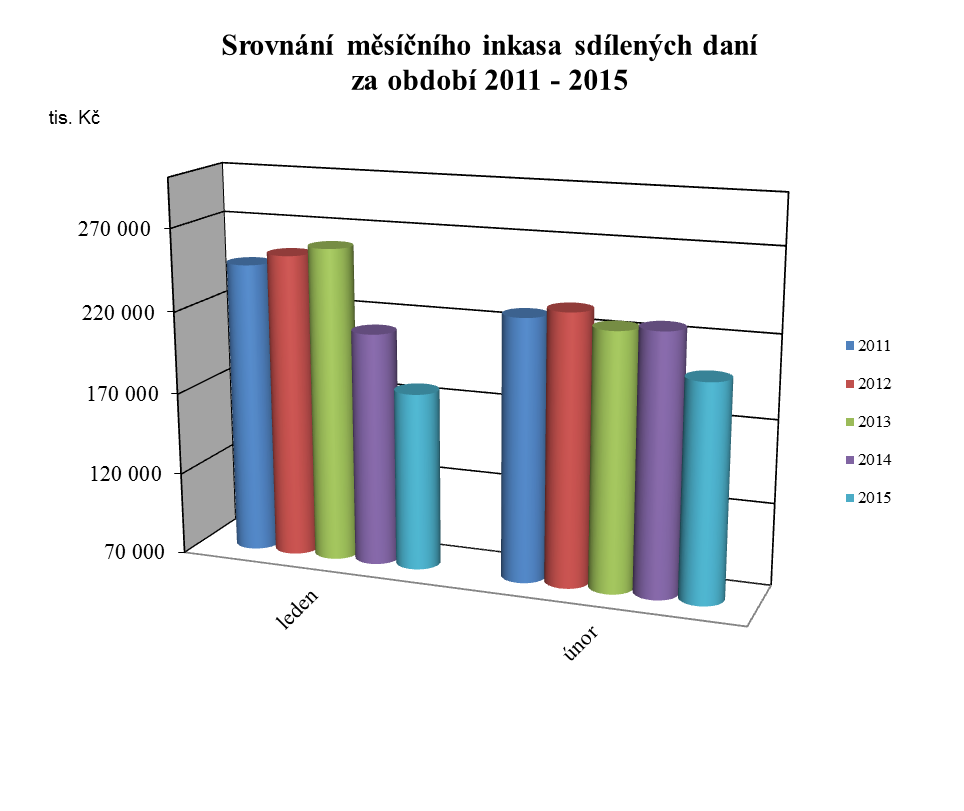 Srovnání měsíčního inkasa sdílených daní
za období 2011 - 2015
tis. Kč
270 000
220 000
170 000
120 000
70 000
leden
únor
2011
2012
2013
2014
2015